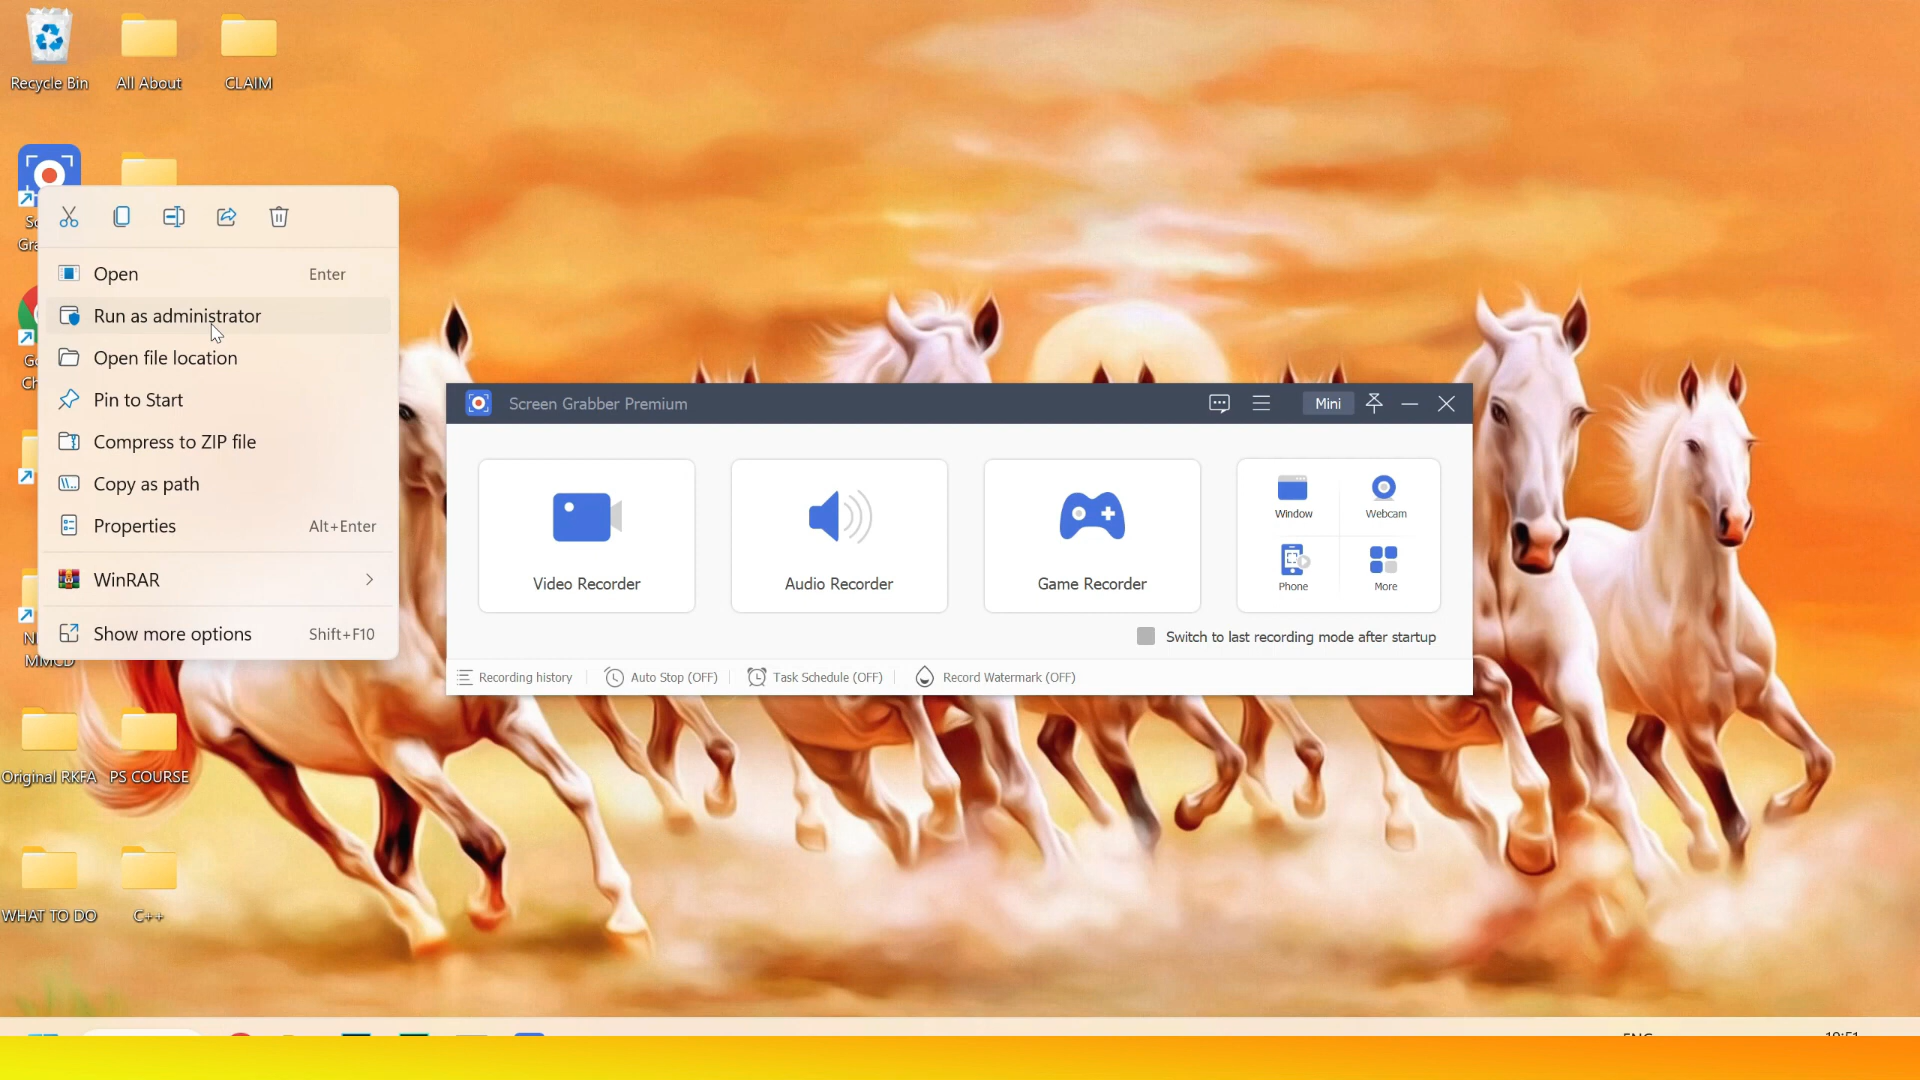 Recycle Bin
All About
CLAIM
Open
Enter
Run as administrator
Open file location
Pin to Start
Compress to ZIP file
Copy as path
Properties
Alt+Enter
WinRAR
Show more options
Shift+F10
Screen Grabber Premium
Mini
Video Recorder
Audio Recorder
Game Recorder
Window
Webcam
Phone
More
Switch to last recording mode after startup
Recording history
Auto Stop (OFF)
Task Schedule (OFF)
Record Watermark (OFF)
Original RKFA
PS COURSE
WHAT TO DO
C++